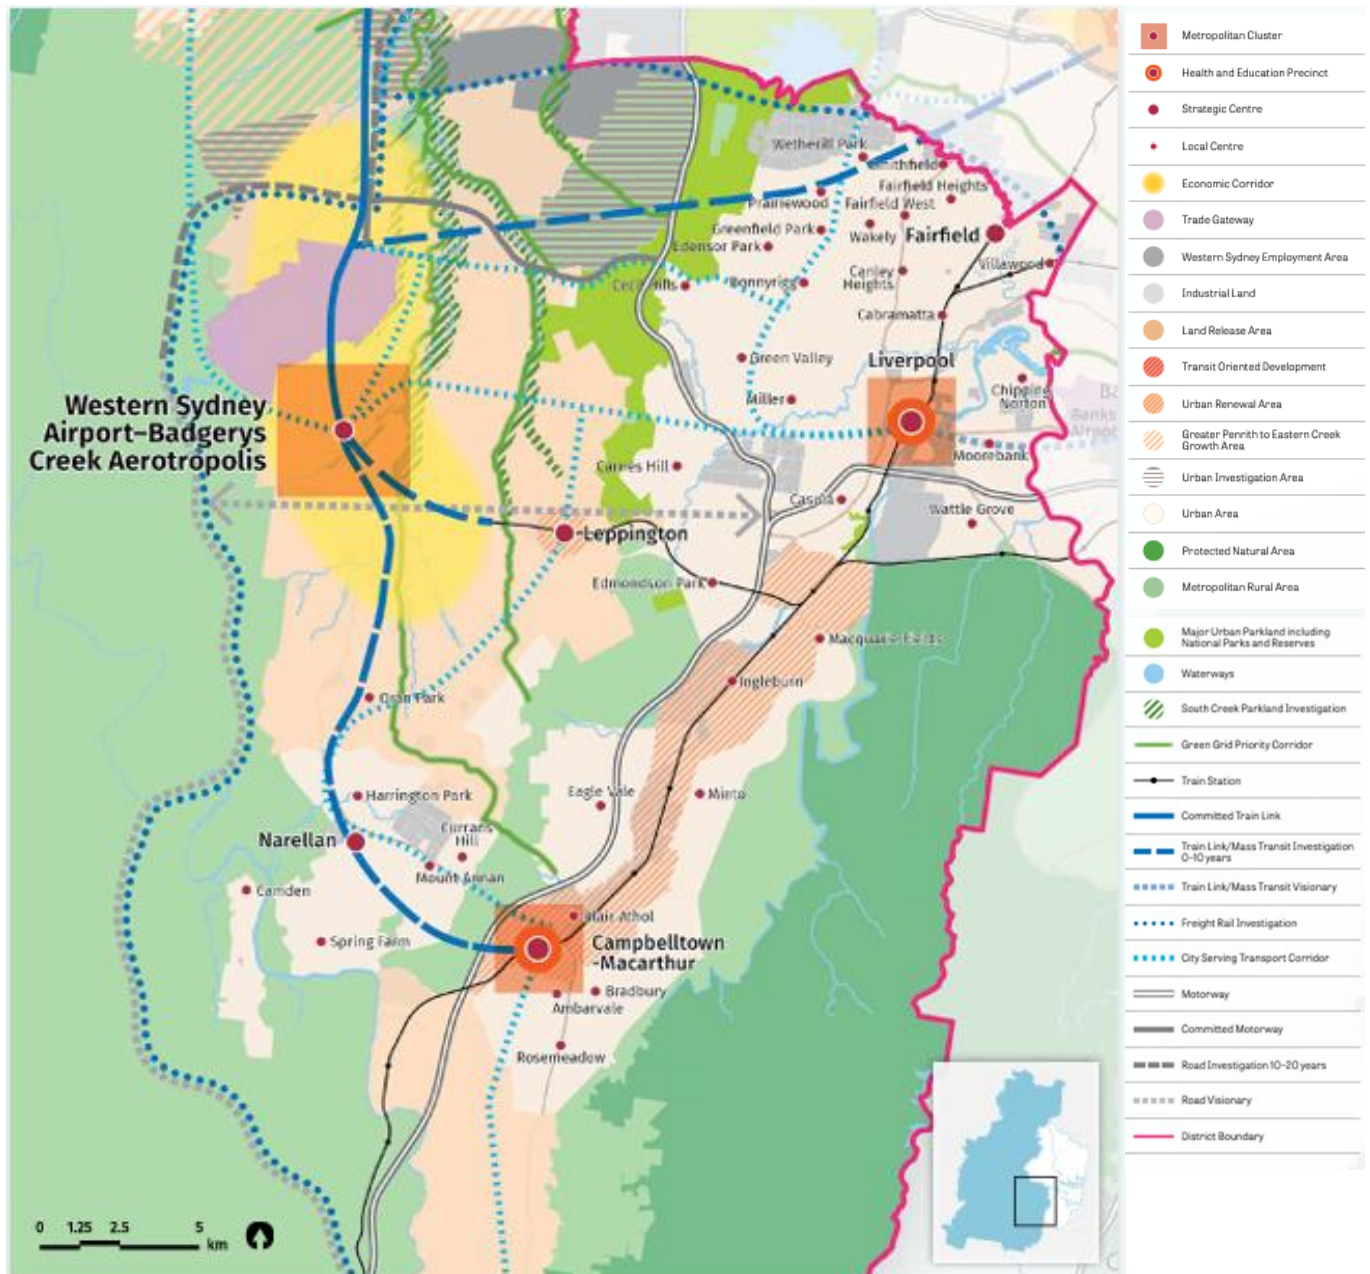 Wetherill Park
Fairfield Heights
Prairiewood
Fairfield West
Greenfield Park
Wakely
Fairfield
Edensor Park
Villawood
Canley
Heights
Bonnyrigg
Cabramatta
Green Valley
Liverpool
Chipping
Norton
Miller
Western Sydney
Airport–Badgerys
Creek Aerotropolis
Moorebank
Carnes Hill
Casula
Wattle Grove
Leppington
Edmondson Park
Macquarie Fields
Ingleburn
Oran Park
Harrington Park
Eagle Vale
Minto
Currans
Hill
Narellan
Mount Annan
Camden
Blair Athol
Spring Farm
Campbelltown
-Macarthur
Bradbury
Ambarvale
Rosemeadow
0 1.25 2.5 5
km
Metropolitan Cluster
Health and Education Precinct
Strategic Centre
Local Centre
Economic Corridor
Trade Gateway
Western Sydney Employment Area
Industrial Land
Land Release Area
Transit Oriented Development
Urban Renewal Area
Greater Penrith to Eastern Creek
Growth Area
Urban Investigation Area
Urban Area
Protected Natural Area
Metropolitan Rural Area
Major Urban Parkland including
National Parks and Reserves
Waterways
South Creek Parkland Investigation
Green Grid Priority Corridor
Train Station
Committed Train Link
Train Link/Mass Transit Investigation
0–10 years
Train Link/Mass Transit Visionary
Freight Rail Investigation
City Serving Transport Corridor
Motorway
Committed Motorway
Road Investigation 10–20 years
Road Visionary
District Boundary